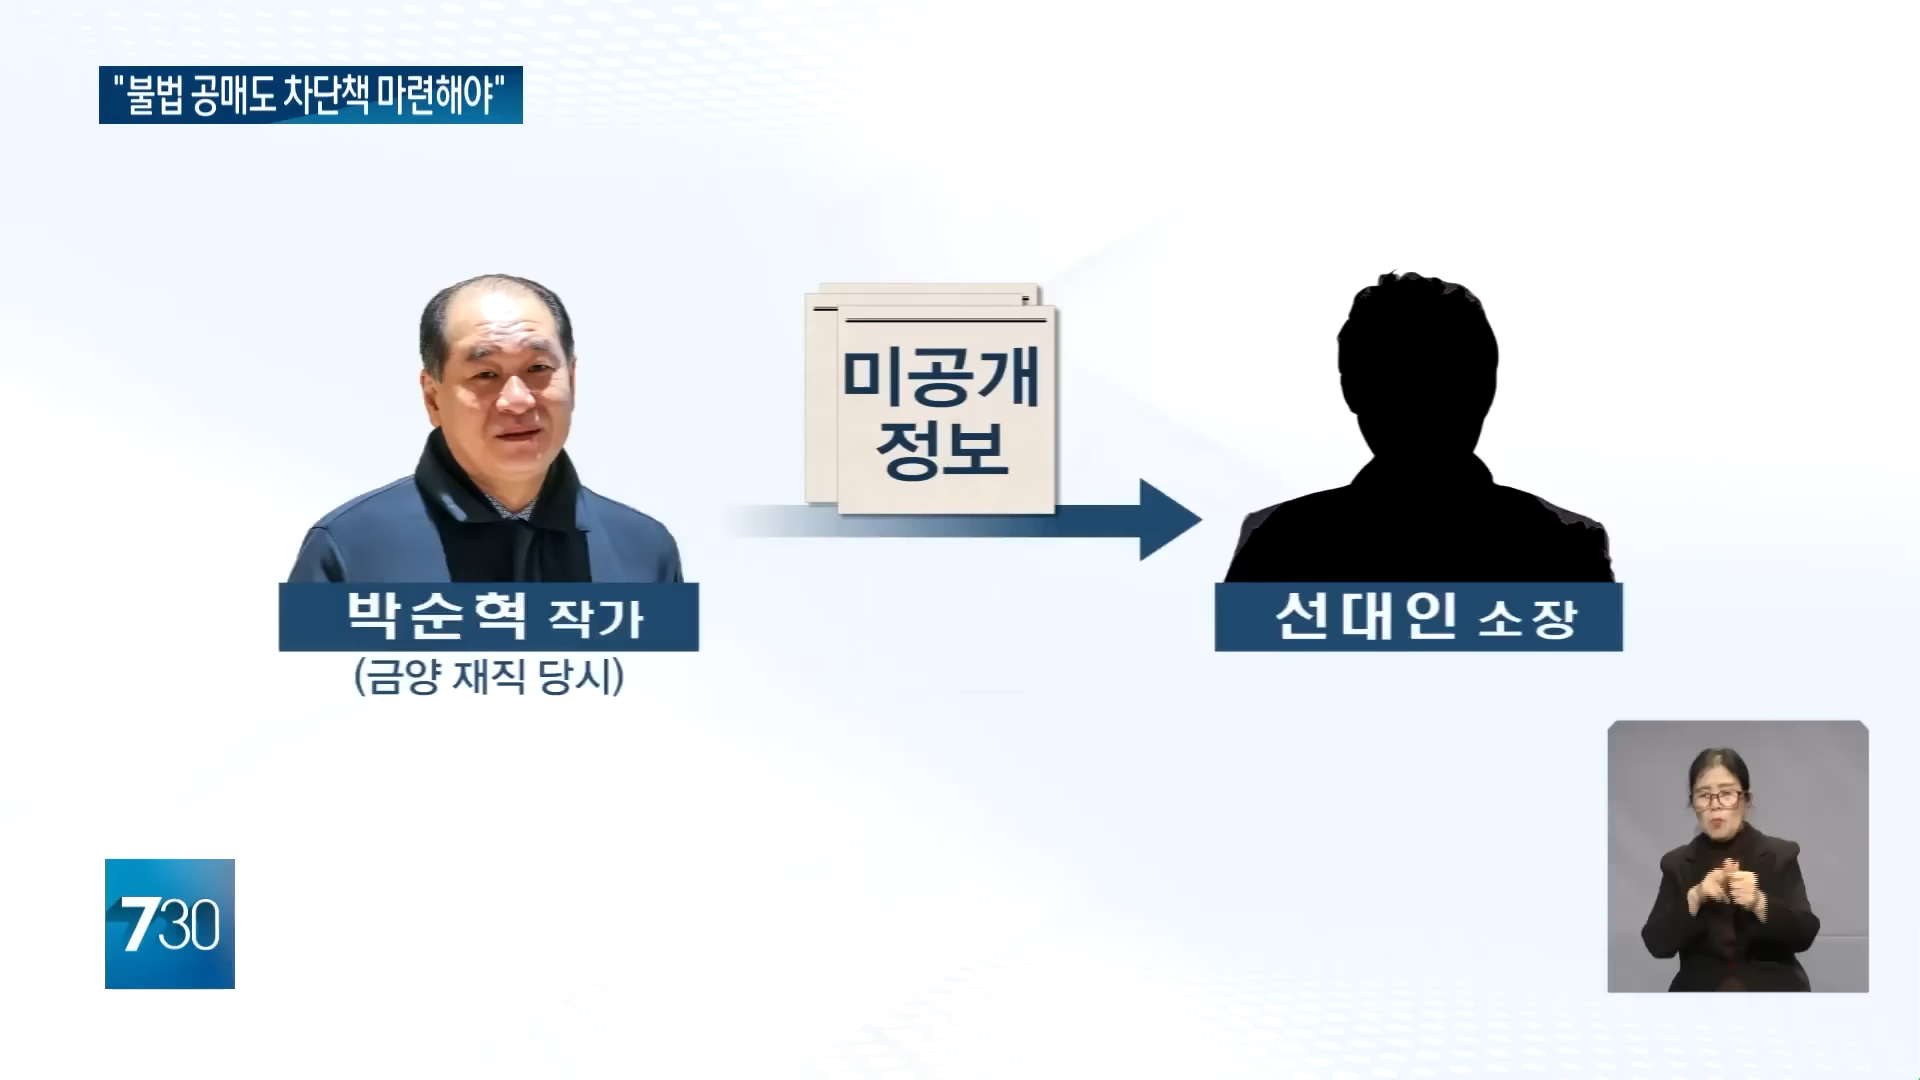 "불법 공매도 차단책 마련해야"
미공개
정보
박순혁 작가
(금양 재직 당시)
선대인 소장
730